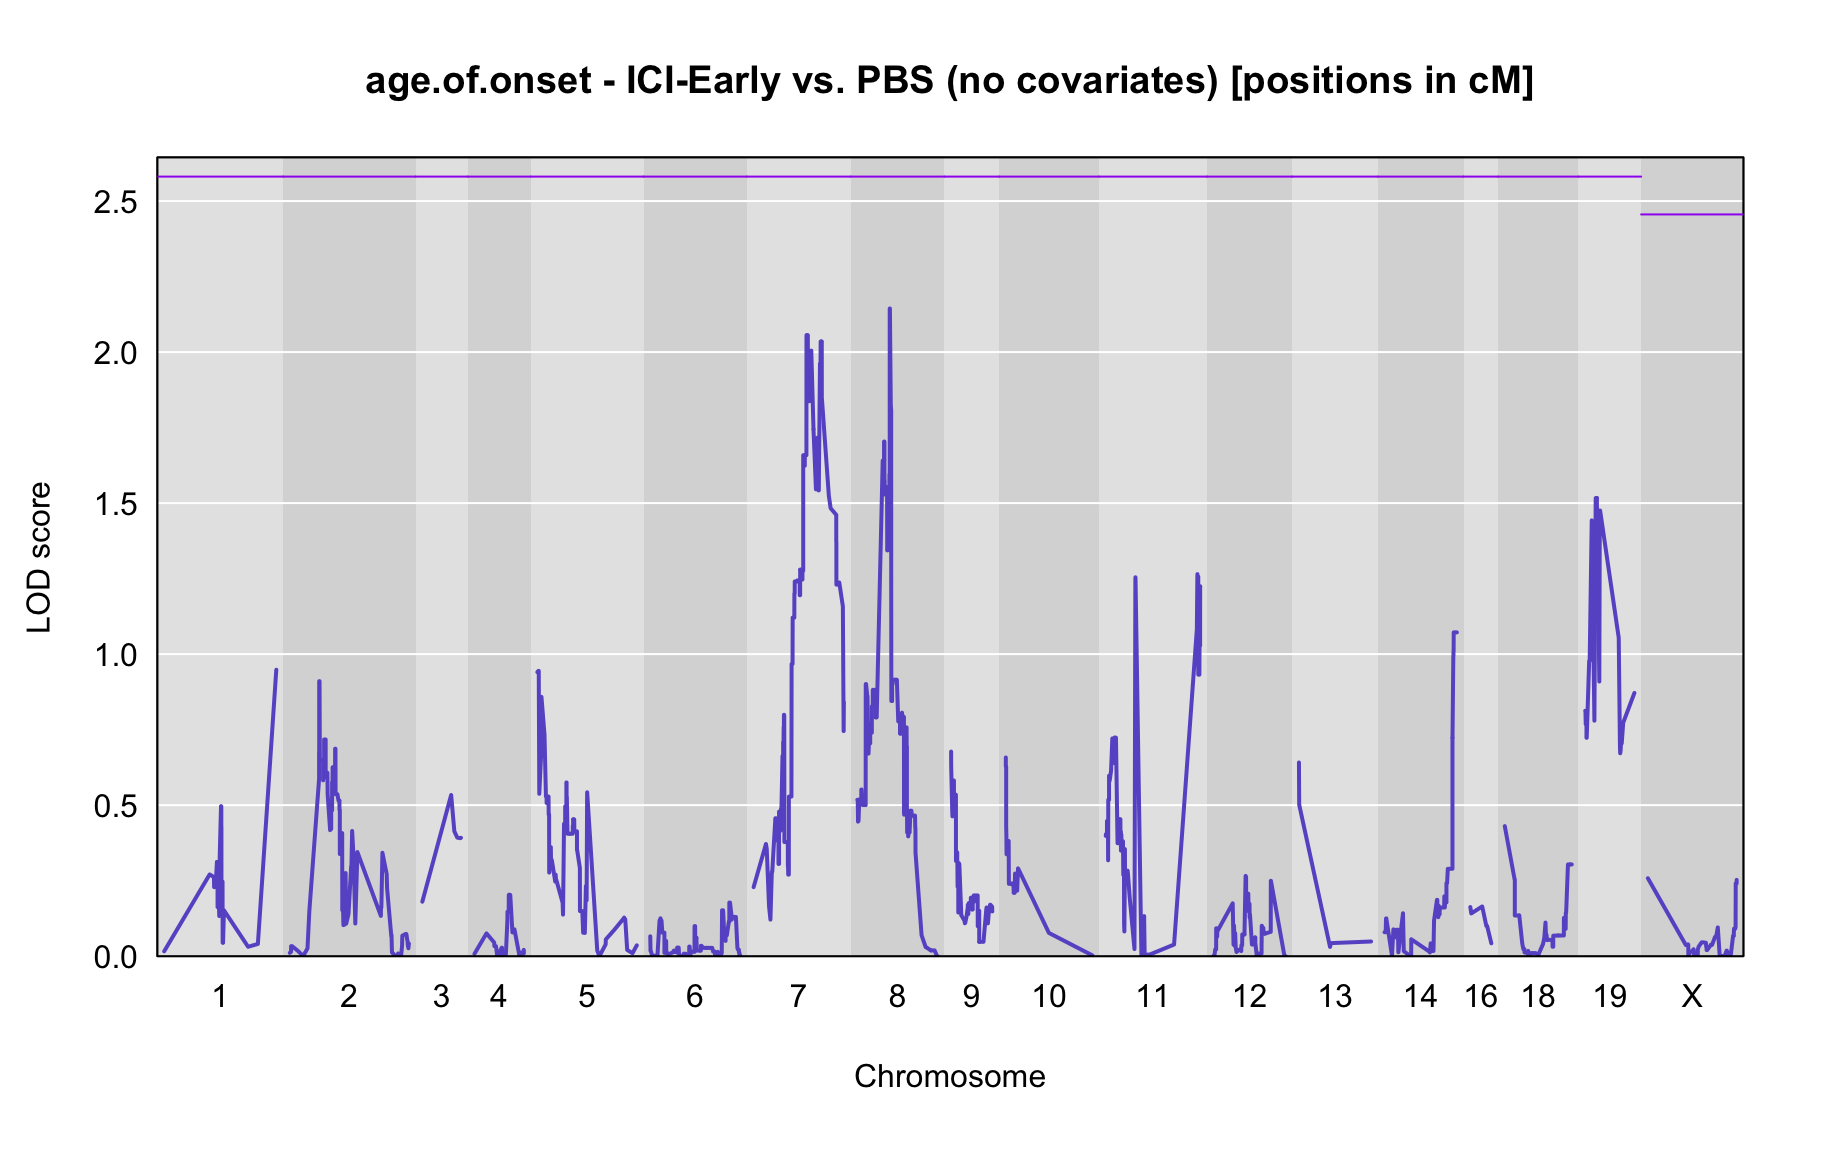 age.of.onset - ICI-Early vs. PBS (no covariates) [positions in cM]
2.5
2.0
1.5
1.0
0.5
0.0
LOD score
1 2 3 4 5 6 7 8 9 10 11 12 13 14 16 18 19 X
Chromosome